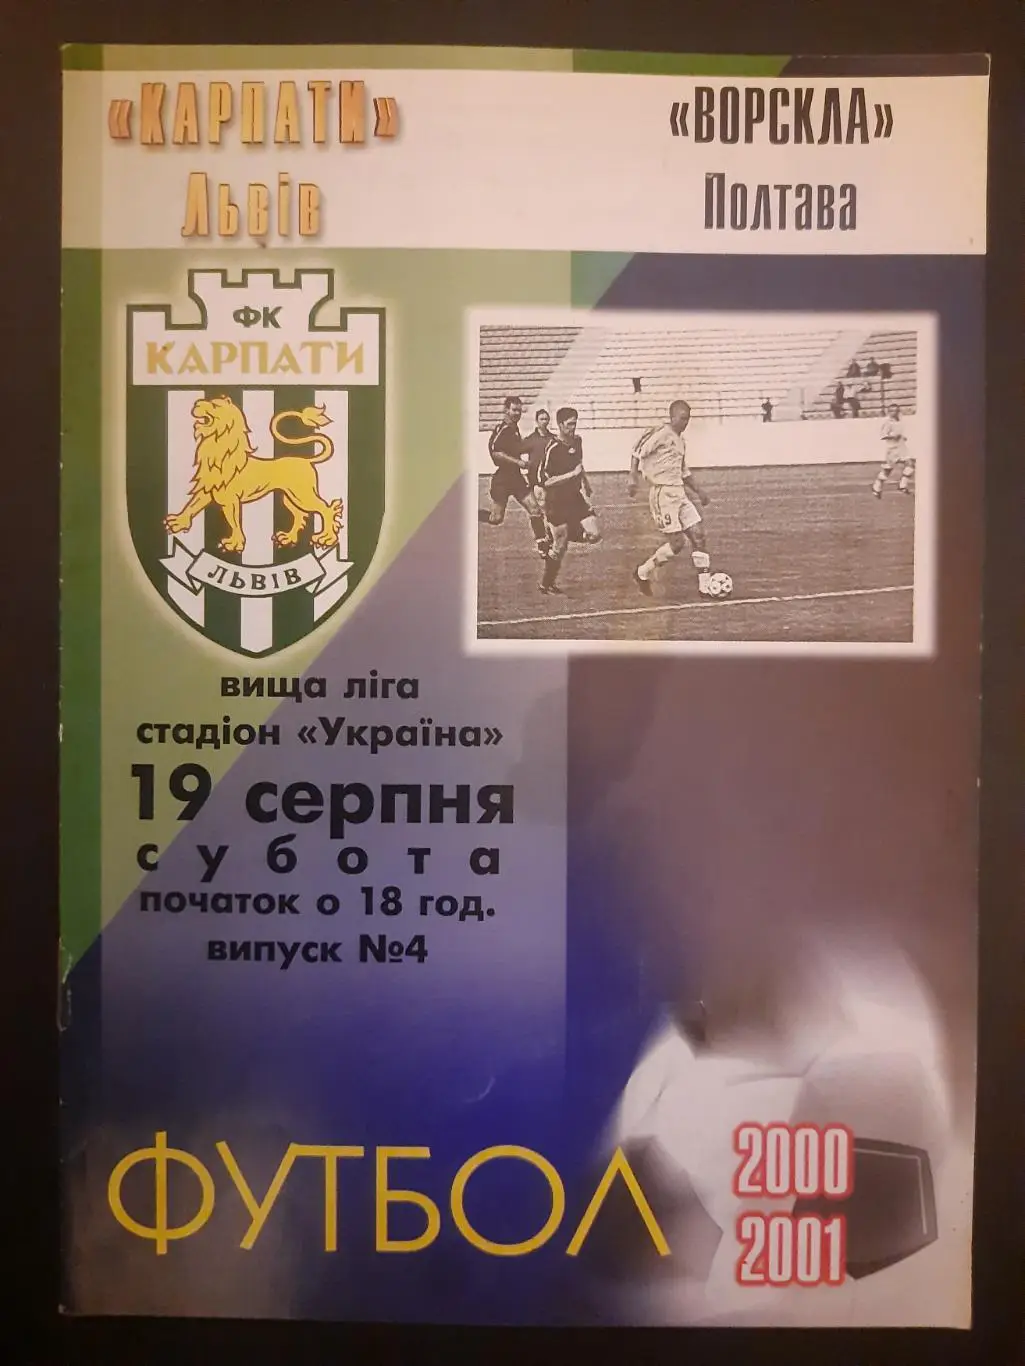 «КАРПАТИ»
Львів
«ВОРСКЛА»
Полтава
ФК
КАРПАТИ
ЛЬВІВ
9
вища ліга
стадіон «Україна»
19 серпня
субота
початок о 18 год.
випуск №4
ФУТБОЛ
2000
2001